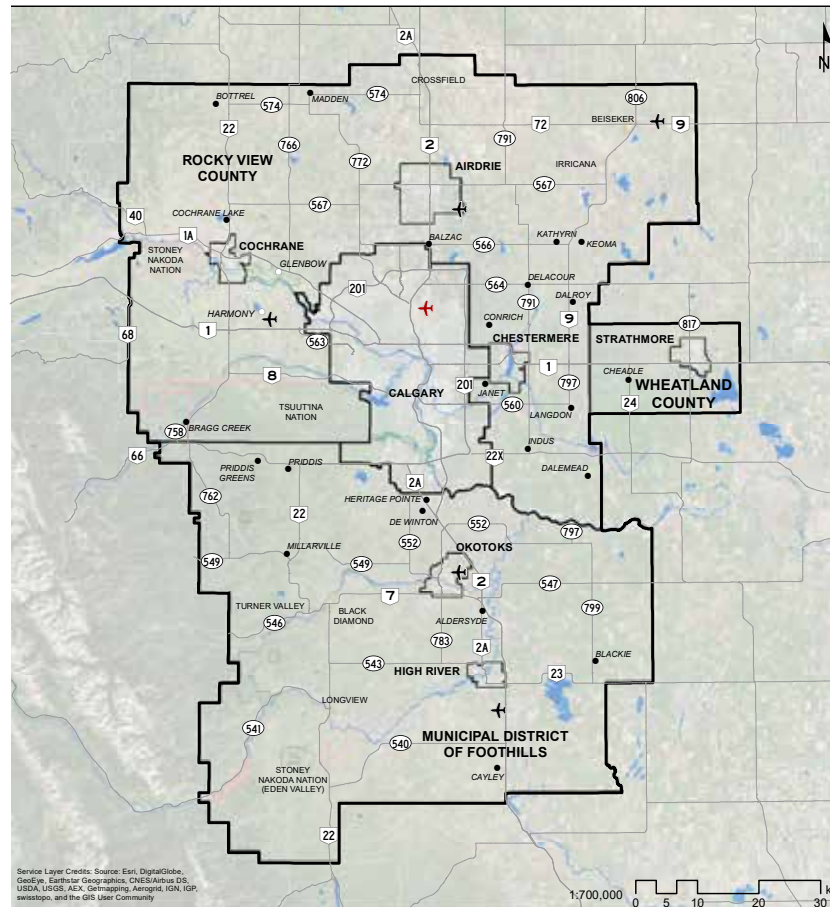 2A
CROSSFIELD
BOTTREL
MADDEN
574
574
806
N
22
766
791
72
BEISEKER
9
2
772
ROCKY VIEW
COUNTY
AIRDRIE
IRRICANA
567
567
40
COCHRANE LAKE
1A
COCHRANE
BALZAC
566
KATHYRN
KEOMA
STONEY
NAKODA
NATION
GLENBOW
201
564
DELACOUR
791
DALROY
HARMONY
9
68
1
563
CONRICH
CHESTERMERE
817
STRATHMORE
1
8
CALGARY
201
JANET
797
CHEADLE
WHEATLAND
COUNTY
TSUUT'INA
NATION
560
LANGDON
24
758
BRAGG CREEK
66
22X
INDUS
PRIDDIS
GREENS
PRIDDIS
2A
DALEMEAD
762
22
HERITAGE POINTE
DE WINTON
552
552
797
MILLARVILLE
OKOTOKS
549
549
2
547
7
TURNER VALLEY
BLACK
DIAMOND
799
546
ALDERSYDE
783
2A
543
BLACKIE
HIGH RIVER
23
LONGVIEW
541
MUNICIPAL DISTRICT
OF FOOTHILLS
540
STONEY
NAKODA NATION
(EDEN VALLEY)
CAYLEY
22
Service Layer Credits: Source: Esri, DigitalGlobe,
GeoEye, Earthstar Geographics, CNES/Airbus DS,
USDA, USGS, AEX, Getmapping, Aerogrid, IGN, IGP,
swisstopo, and the GIS User Community
1:700,000
0 5 10 20 30